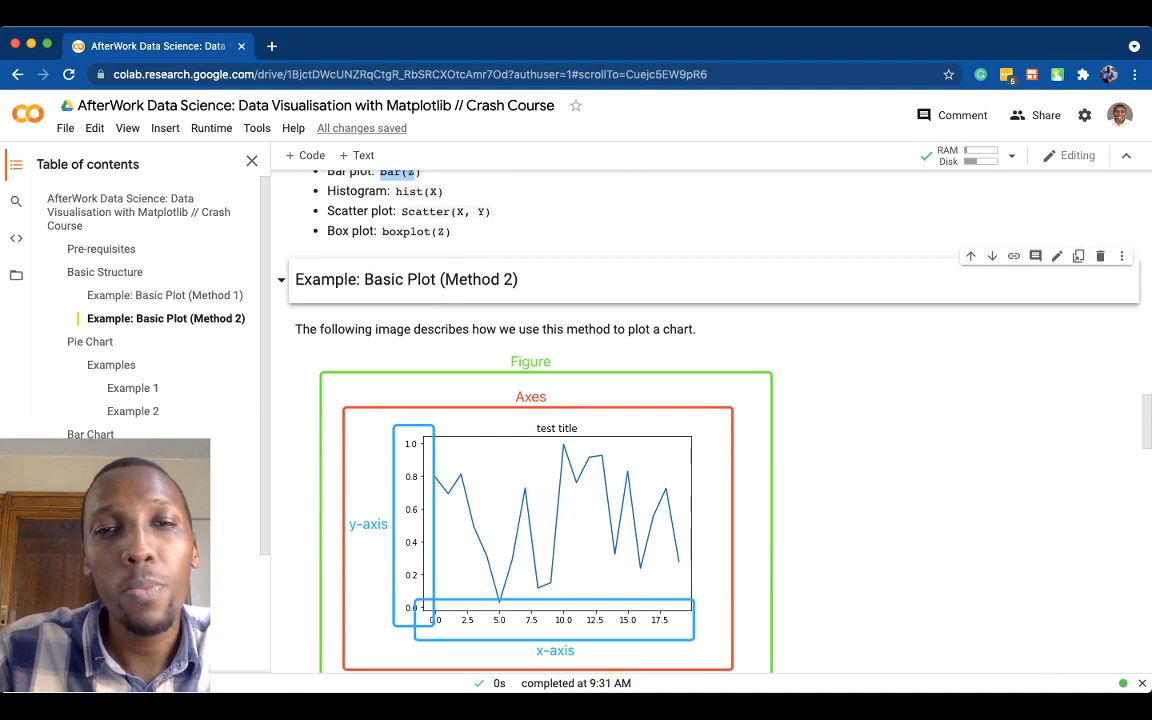 AfterWork Data Science: Data
colab.research.google.com/drive/1BjctDWcUNZRqCtgR_RbSRCXOtcAmr7Od?authuser=1#scrollTo=Cuejc5EW9pR6
6
AfterWork Data Science: Data Visualisation with Matplotlib // Crash Course
Comment
Share
File Edit View Insert Runtime Tools Help All changes saved
Table of contents
+ Code + Text
RAM
Disk
Editing
AfterWork Data Science: Data
Visualisation with Matplotlib // Crash
Course
Pre-requisites
Basic Structure
Example: Basic Plot (Method 1)
Example: Basic Plot (Method 2)
Pie Chart
Examples
Example 1
Example 2
Bar Chart
Bar plot: bar(Z)
Histogram: hist(X)
Scatter plot: Scatter(X, Y)
Box plot: boxplot(Z)
Example: Basic Plot (Method 2)
The following image describes how we use this method to plot a chart.
Figure
Axes
test title
1.0
0.8
0.6
0.4
0.2
0.0
y-axis
0.0 2.5 5.0 7.5 10.0 12.5 15.0 17.5
x-axis
0s completed at 9:31 AM